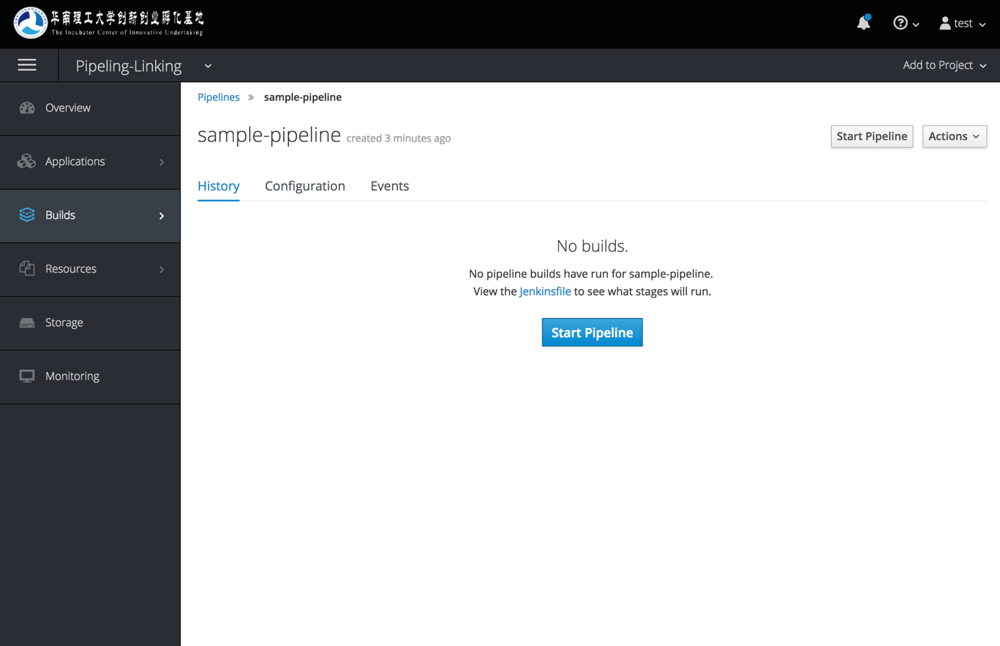 华南理工大学创新创业孵化基地
The Incubator Center of Innovative Undertaking
test
Pipeling-Linking
Add to Project
Overview
Applications
Builds
Resources
Storage
Monitoring
Pipelines » sample-pipeline
sample-pipeline created 3 minutes ago
Start Pipeline
Actions
History Configuration Events
No builds.
No pipeline builds have run for sample-pipeline.
View the Jenkinsfile to see what stages will run.
Start Pipeline